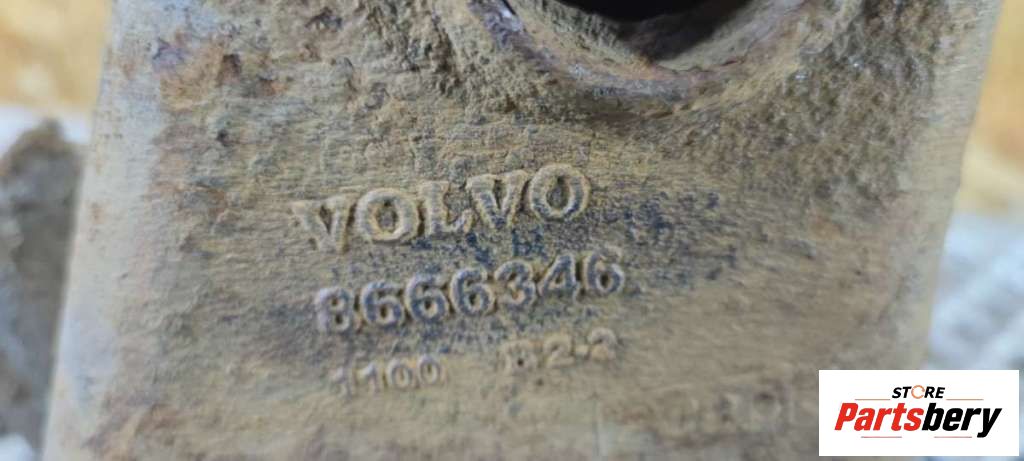 VOLVO
8666346
1100 B2-2
STORE
Partsbery